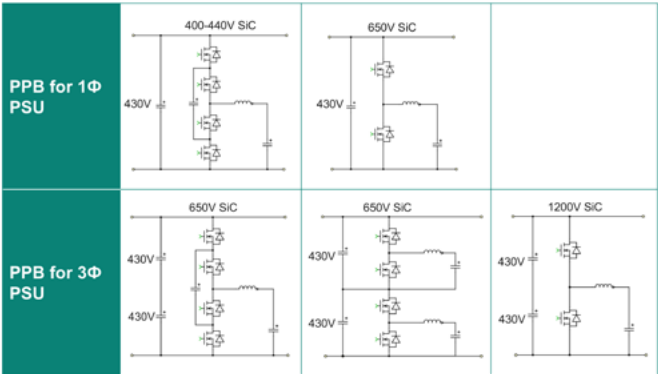 400-440V SiC
650V SiC
PPB for 1Φ
PSU
430V
430V
650V SiC
650V SiC
1200V SiC
PPB for 3Φ
PSU
430V
430V
430V
430V
430V
430V